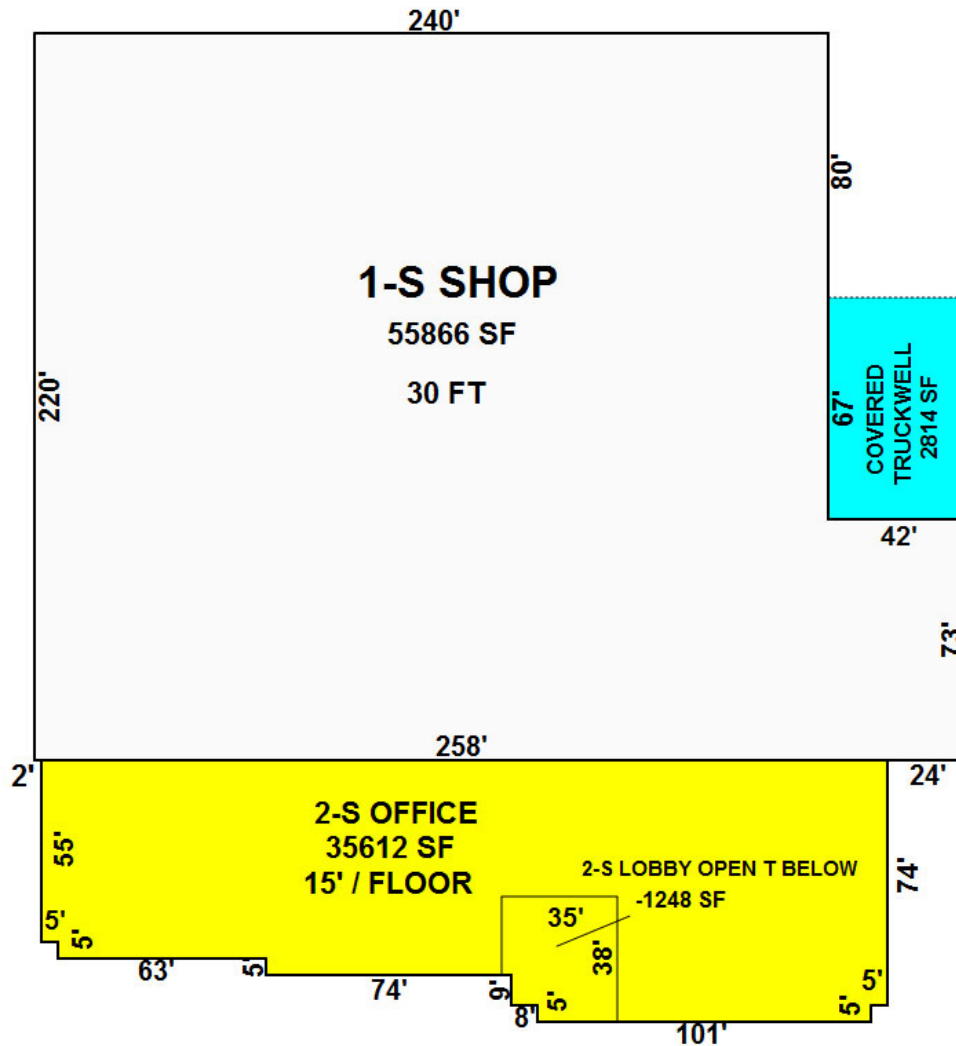 240'
80'
1-S SHOP
55866 SF
30 FT
220'
67'
COVERED
TRUCKWELL
2814 SF
42'
73'
258'
2'
24'
2-S OFFICE
35612 SF
15' / FLOOR
55'
2-S LOBBY OPEN T BELOW
-1248 SF
74'
35'
38'
5'
5'
63'
5'
74'
9'
8'
5'
101'
5'
5'